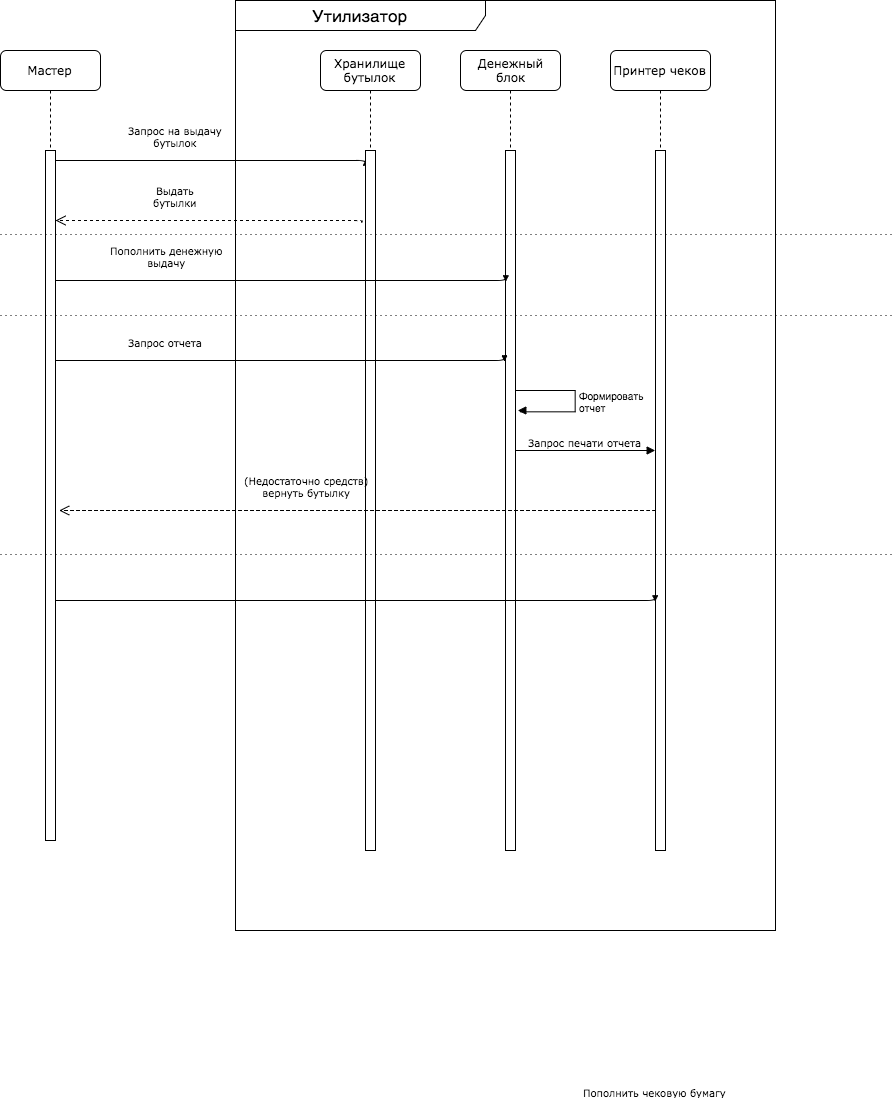 Утилизатор
Мастер
Хранилище
бутылок
Денежный
блок
Принтер чеков
Запрос на выдачу
бутылок
Выдать
бутылки
Пополнить денежную
выдачу
Запрос отчета
Формировать
отчет
Запрос печати отчета
(Недостаточно средств)
вернуть бутылку
Пополнить чековую бумагу